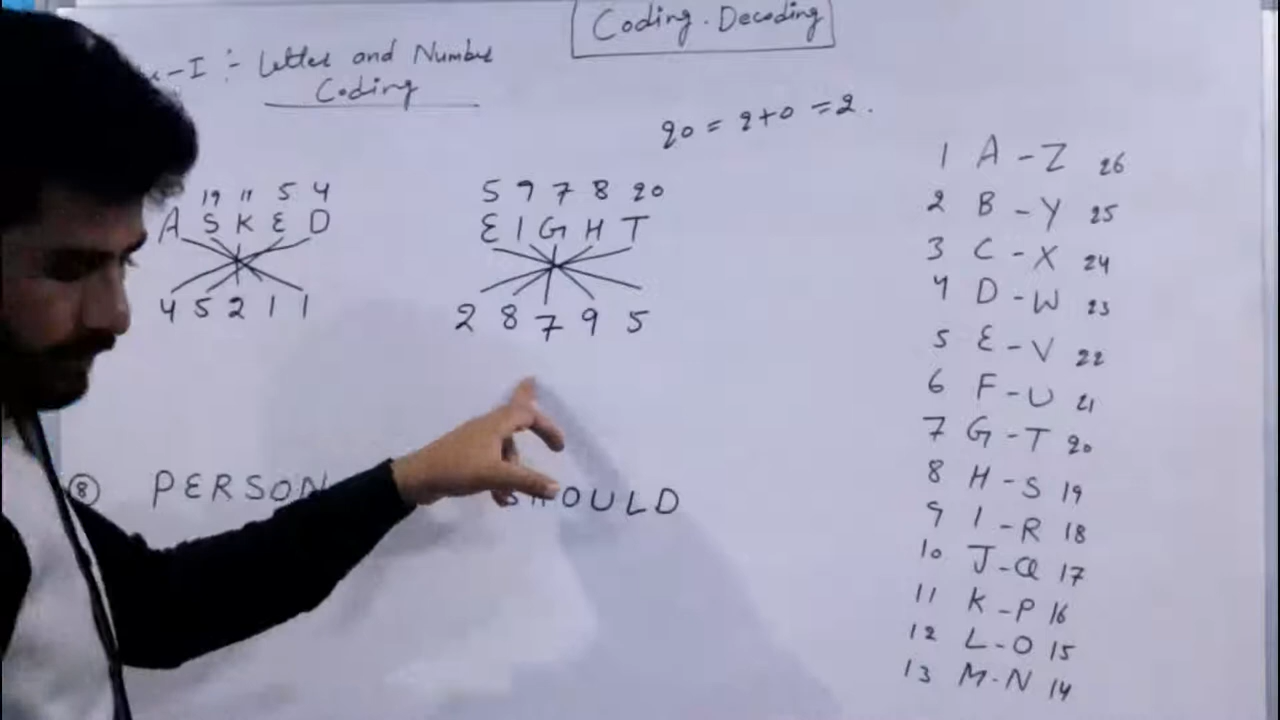 Coding. Decoding
-I :- Letter and Number
Coding
20 = 2+0 = 2.
19 11 5 4
A S K E D
4 5 2 1 1
5 9 7 8 20
E I G H T
2 8 7 9 5
⑧ PERSON
SHOULD
1 A - Z 26
2 B - Y 25
3 C - X 24
4 D - W 23
5 E - V 22
6 F - U 21
7 G - T 20
8 H - S 19
9 I - R 18
10 J - Q 17
11 K - P 16
12 L - O 15
13 M - N 14